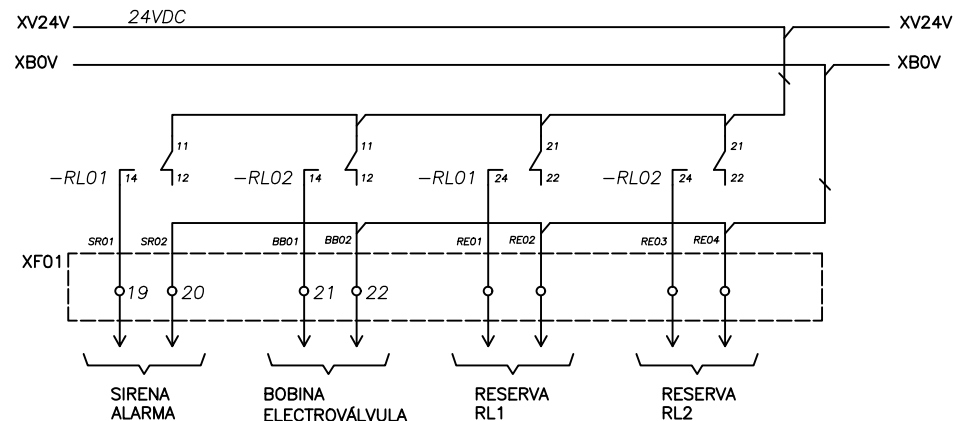 XV24V 24VDC XV24V
XB0V XB0V
11 11 21 21
-RL01 14 12 -RL02 14 12 -RL01 24 22 -RL02 24 22
SR01 SR02 BB01 BB02 RE01 RE02 RE03 RE04
XF01
19 20 21 22
SIRENA BOBINA RESERVA RESERVA
ALARMA ELECTROVÁLVULA RL1 RL2